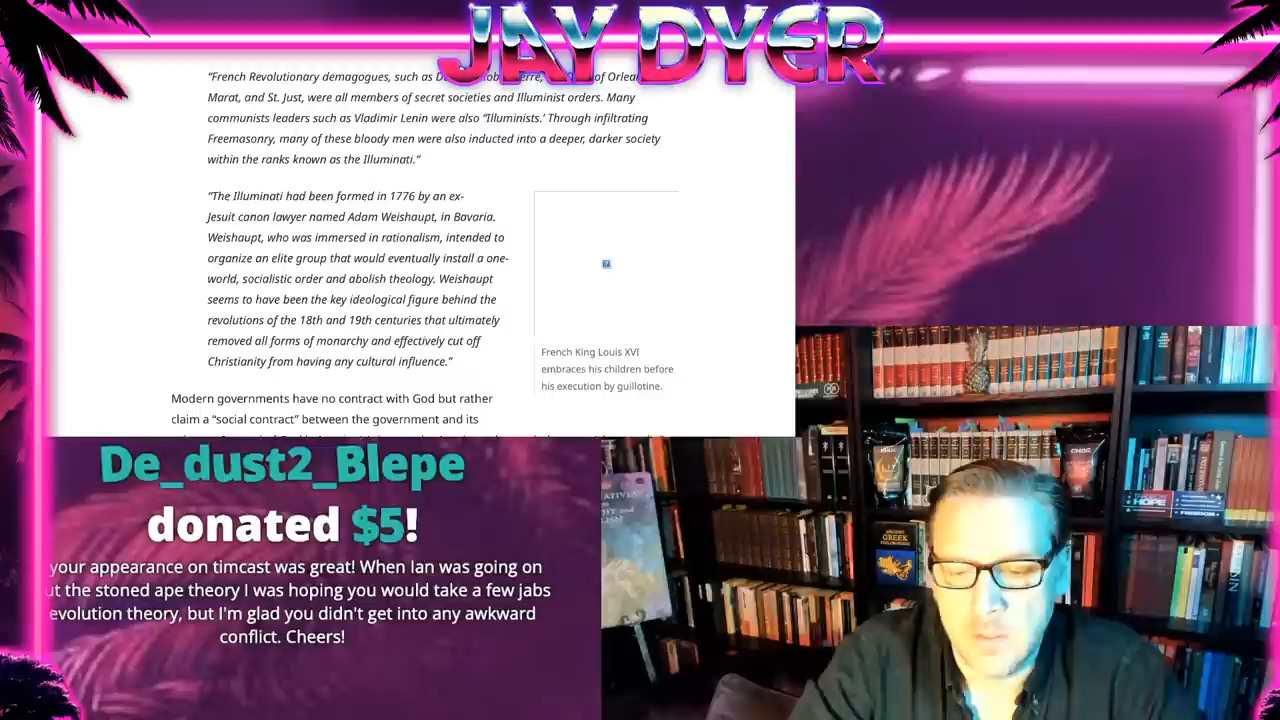 JAY DYER
“French Revolutionary demagogues, such as
Marat, and St. Just, were all members of secret societies and Illuminist orders. Many
communists leaders such as Vladimir Lenin were also “Illuminists.’ Through infiltrating
Freemasonry, many of these bloody men were also inducted into a deeper, darker society
within the ranks known as the Illuminati.”
“The Illuminati had been formed in 1776 by an ex-
Jesuit canon lawyer named Adam Weishaupt, in Bavaria.
Weishaupt, who was immersed in rationalism, intended to
organize an elite group that would eventually install a one-
world, socialistic order and abolish theology. Weishaupt
seems to have been the key ideological figure behind the
revolutions of the 18th and 19th centuries that ultimately
removed all forms of monarchy and effectively cut off
Christianity from having any cultural influence.”
French King Louis XVI
embraces his children before
his execution by guillotine.
Modern governments have no contract with God but rather
claim a “social contract” between the government and its
De_dust2_Blepe
donated $5!
your appearance on timcast was great! When Ian was going on
the stoned ape theory I was hoping you would take a few jabs
evolution theory, but I'm glad you didn't get into any awkward
conflict. Cheers!
CHOQ
CHOQ
HOPE
GREEK